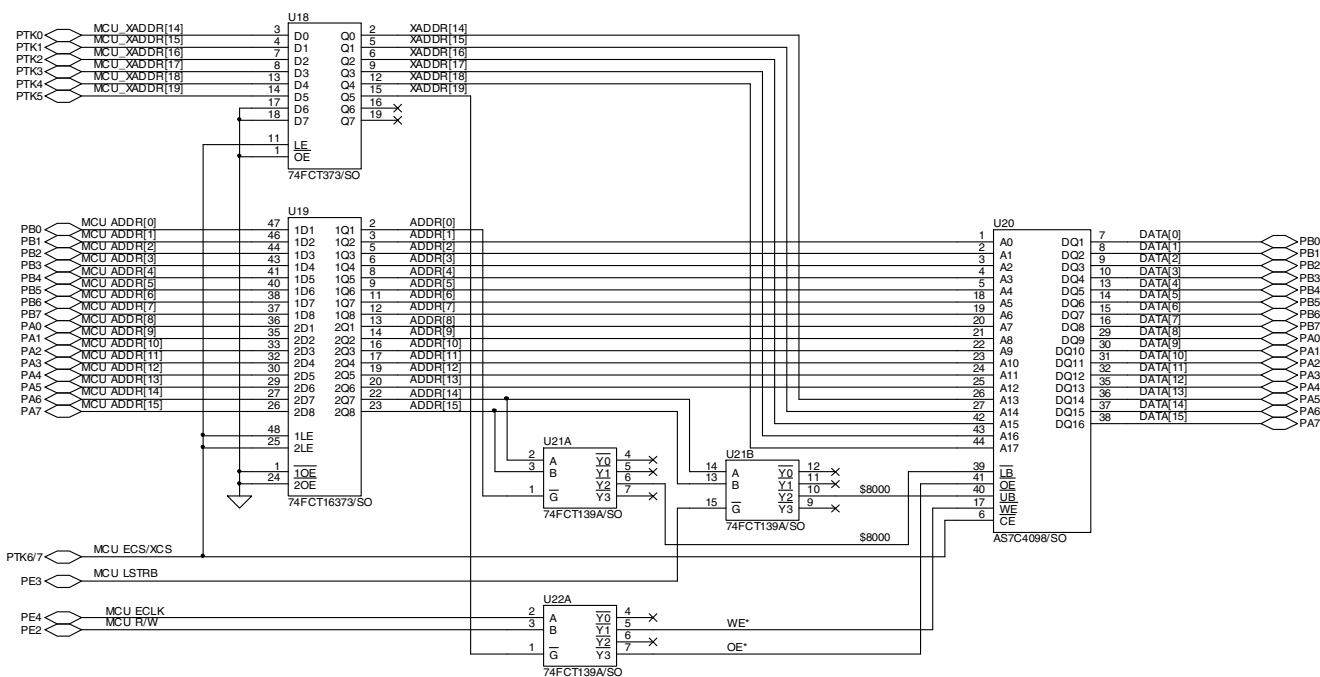 U18
PTK0 MCU_XADDR[14] 3 D0 Q0 2 XADDR[14]
PTK1 MCU_XADDR[15] 4 D1 Q1 5 XADDR[15]
PTK2 MCU_XADDR[16] 7 D2 Q2 6 XADDR[16]
PTK3 MCU_XADDR[17] 8 D3 Q3 9 XADDR[17]
PTK4 MCU_XADDR[18] 13 D4 Q4 12 XADDR[18]
PTK5 MCU_XADDR[19] 14 D5 Q5 15 XADDR[19]
17 D6 Q6 16
18 D7 Q7 19
11 LE
1 OE
74FCT373/SO
U19
PB0 MCU ADDR[0] 47 1D1 1Q1 2 ADDR[0]
PB1 MCU ADDR[1] 46 1D2 1Q2 3 ADDR[1]
PB2 MCU ADDR[2] 44 1D3 1Q3 5 ADDR[2]
PB3 MCU ADDR[3] 43 1D4 1Q4 6 ADDR[3]
PB4 MCU ADDR[4] 41 1D5 1Q5 8 ADDR[4]
PB5 MCU ADDR[5] 40 1D6 1Q6 9 ADDR[5]
PB6 MCU ADDR[6] 38 1D7 1Q7 11 ADDR[6]
PB7 MCU ADDR[7] 37 1D8 1Q8 12 ADDR[7]
PA0 MCU ADDR[8] 36 2D1 2Q1 13 ADDR[8]
PA1 MCU ADDR[9] 35 2D2 2Q2 14 ADDR[9]
PA2 MCU ADDR[10] 33 2D3 2Q3 16 ADDR[10]
PA3 MCU ADDR[11] 32 2D4 2Q4 17 ADDR[11]
PA4 MCU ADDR[12] 30 2D5 2Q5 19 ADDR[12]
PA5 MCU ADDR[13] 29 2D6 2Q6 20 ADDR[13]
PA6 MCU ADDR[14] 27 2D7 2Q7 22 ADDR[14]
PA7 MCU ADDR[15] 26 2D8 2Q8 23 ADDR[15]
48 1LE
25 2LE
1 1OE
24 2OE
74FCT16373/SO
U20
1 A0 DQ1 7 DATA[0] PB0
2 A1 DQ2 8 DATA[1] PB1
3 A2 DQ3 9 DATA[2] PB2
4 A3 DQ4 10 DATA[3] PB3
5 A4 DQ5 13 DATA[4] PB4
18 A5 DQ6 14 DATA[5] PB5
19 A6 DQ7 15 DATA[6] PB6
20 A7 DQ8 16 DATA[7] PB7
21 A8 DQ9 29 DATA[8] PA0
22 A9 DQ10 30 DATA[9] PA1
23 A10 DQ11 31 DATA[10] PA2
24 A11 DQ12 32 DATA[11] PA3
25 A12 DQ13 35 DATA[12] PA4
26 A13 DQ14 36 DATA[13] PA5
27 A14 DQ15 37 DATA[14] PA6
42 A15 DQ16 38 DATA[15] PA7
43 A16
44 A17
39 LB
41 OE
40 UB
17 WE
6 CE
AS7C4098/SO
U21A
2 A Y0 4
3 B Y1 5
Y2 6
1 G Y3 7
74FCT139A/SO
U21B
14 A Y0 12
13 B Y1 11
Y2 10 $8000
15 G Y3 9
74FCT139A/SO
$8000
PTK6/7 MCU ECS/XCS
PE3 MCU LSTRB
U22A
PE4 MCU ECLK 2 A Y0 4
PE2 MCU R/W 3 B Y1 5 WE*
Y2 6
1 G Y3 7 OE*
74FCT139A/SO